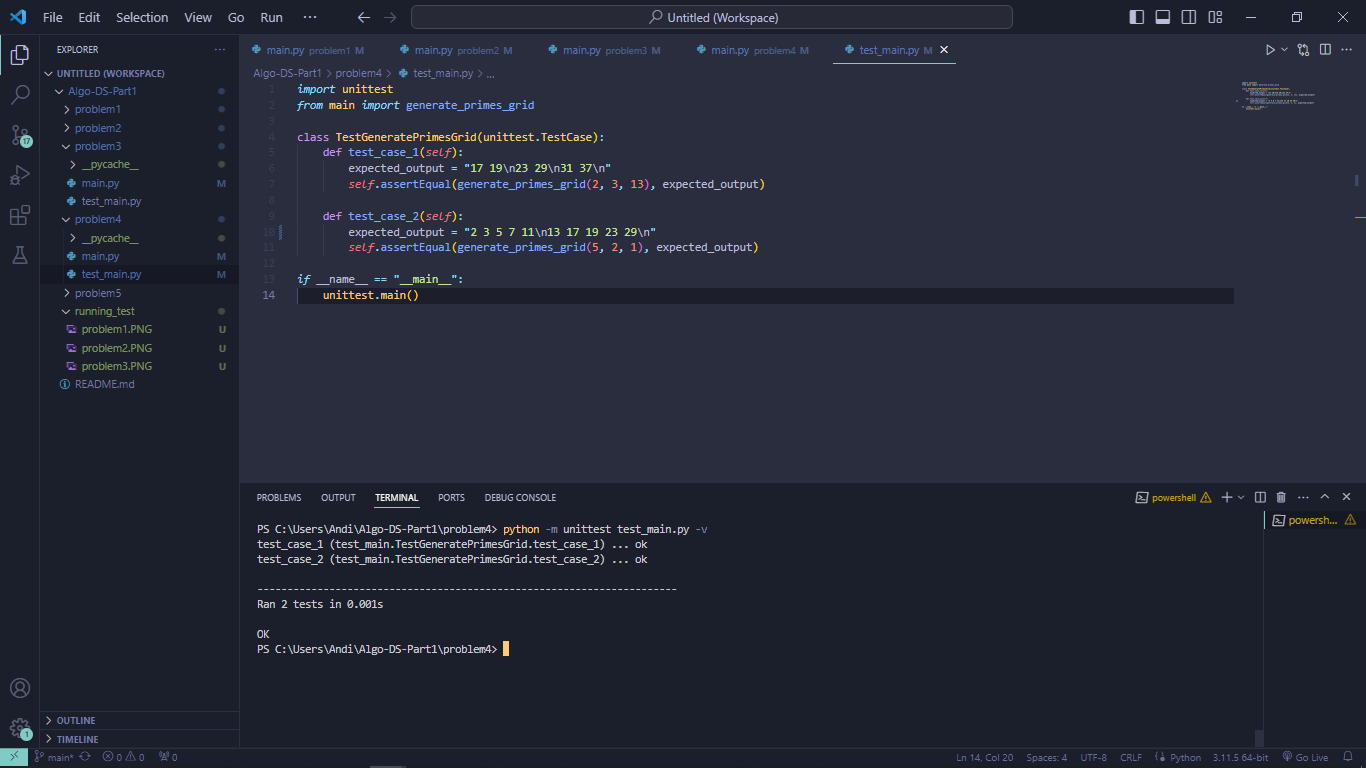 File Edit Selection View Go Run ··· Untitled (Workspace)
EXPLORER ···
UNTITLED (WORKSPACE)
Algo-DS-Part1
problem1
problem2
problem3
__pycache__
main.py M
test_main.py
problem4
__pycache__
main.py M
test_main.py M
problem5
running_test
problem1.PNG U
problem2.PNG U
problem3.PNG U
README.md
OUTLINE
TIMELINE
17
1
main.py problem1 M main.py problem2 M main.py problem3 M main.py problem4 M test_main.py M
Algo-DS-Part1 > problem4 > test_main.py > ...
1 import unittest
2 from main import generate_primes_grid
3
4 class TestGeneratePrimesGrid(unittest.TestCase):
5 def test_case_1(self):
6 expected_output = "17 19\n23 29\n31 37\n"
7 self.assertEqual(generate_primes_grid(2, 3, 13), expected_output)
8
9 def test_case_2(self):
10 expected_output = "2 3 5 7 11\n13 17 19 23 29\n"
11 self.assertEqual(generate_primes_grid(5, 2, 1), expected_output)
12
13 if __name__ == "__main__":
14 unittest.main()
PROBLEMS OUTPUT TERMINAL PORTS DEBUG CONSOLE powershell
powersh...
PS C:\Users\Andi\Algo-DS-Part1\problem4> python -m unittest test_main.py -v
test_case_1 (test_main.TestGeneratePrimesGrid.test_case_1) ... ok
test_case_2 (test_main.TestGeneratePrimesGrid.test_case_2) ... ok
----------------------------------------------------------------------
Ran 2 tests in 0.001s
OK
PS C:\Users\Andi\Algo-DS-Part1\problem4>
main* 0 0 0 Ln 14, Col 20 Spaces: 4 UTF-8 CRLF Python 3.11.5 64-bit Go Live